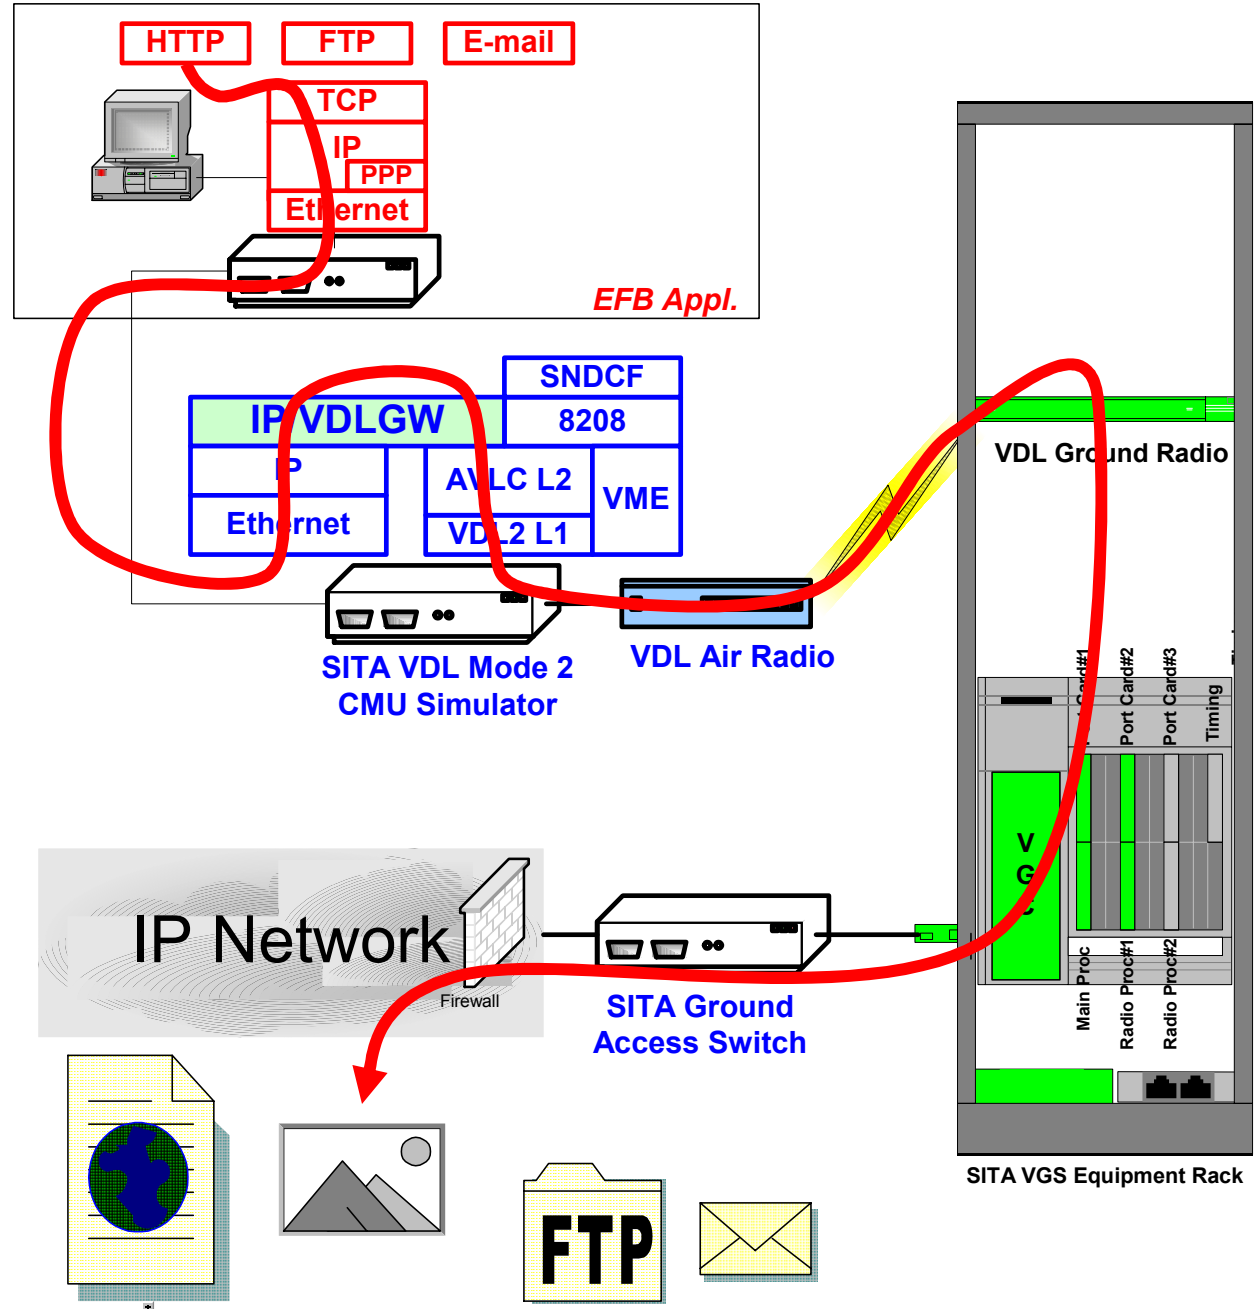 HTTP
FTP
E-mail
TCP
IP
PPP
Ethernet
EFB Appl.
SNDCF
IP VDLGW
8208
IP
AVLC L2
VME
Ethernet
VDL2 L1
SITA VDL Mode 2
CMU Simulator
VDL Air Radio
VDL Ground Radio
Port Card#1
Port Card#2
Port Card#3
Timing
V
G
C
Main Proc
Radio Proc#1
Radio Proc#2
IP Network
Firewall
SITA Ground
Access Switch
SITA VGS Equipment Rack
FTP